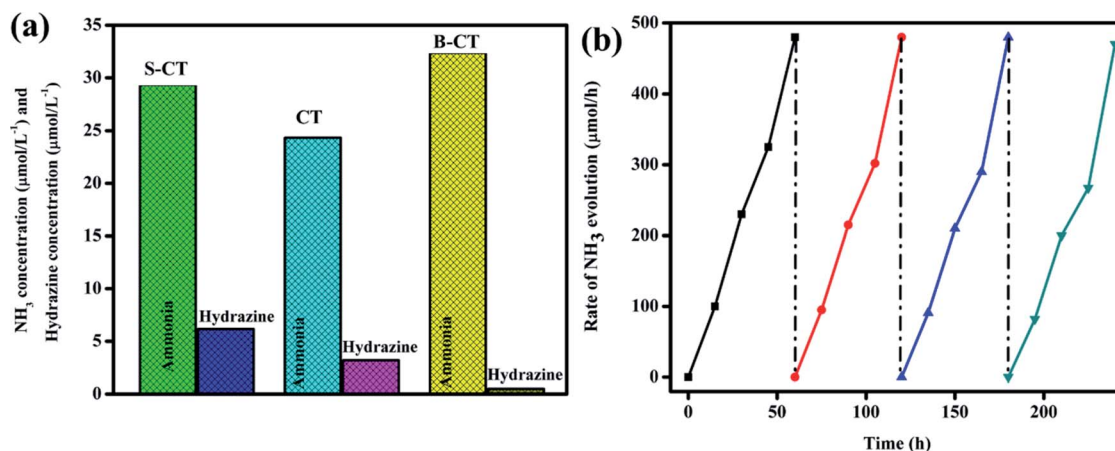 (a)
35
30
25
20
15
10
5
0
NH₃ concentration (μmol/L⁻¹) and
Hydrazine concentration (μmol/L⁻¹)
S-CT
CT
B-CT
Ammonia
Hydrazine
Ammonia
Hydrazine
Ammonia
Hydrazine
(b)
500
400
300
200
100
0
Rate of NH₃ evolution (μmol/h)
0 50 100 150 200
Time (h)